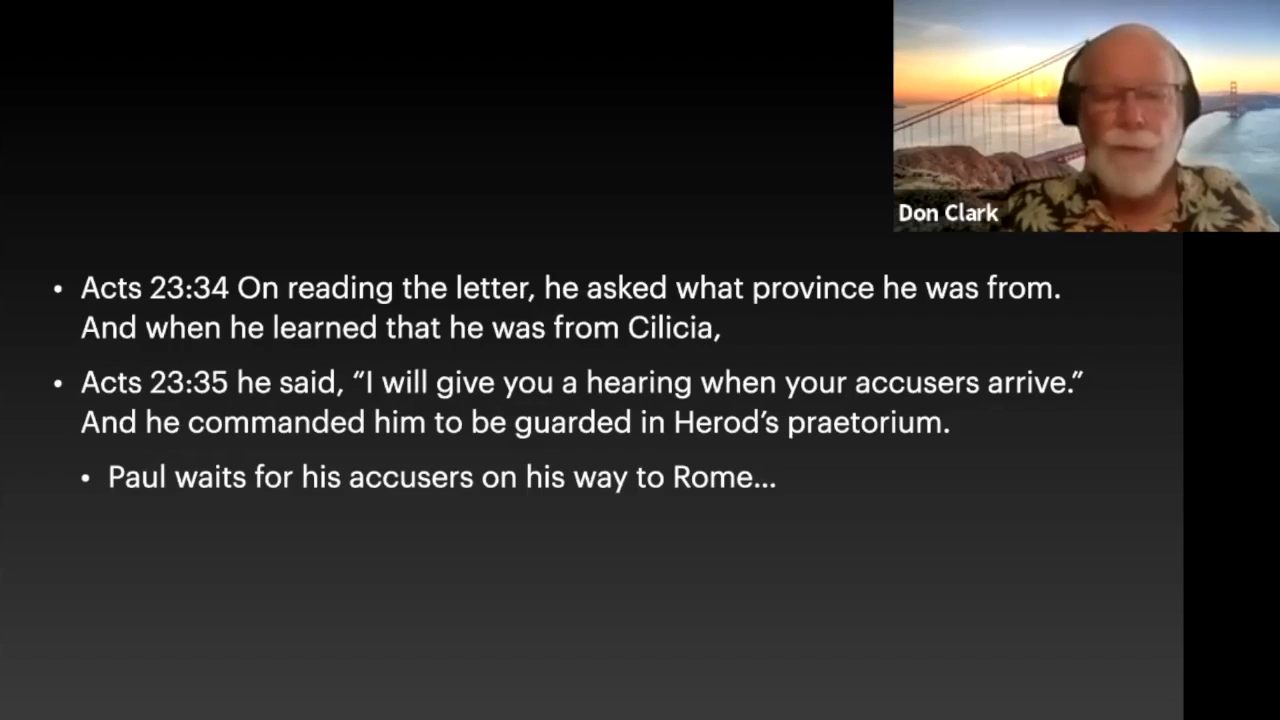 Don Clark
• Acts 23:34 On reading the letter, he asked what province he was from.
And when he learned that he was from Cilicia,
• Acts 23:35 he said, “I will give you a hearing when your accusers arrive.”
And he commanded him to be guarded in Herod’s praetorium.
• Paul waits for his accusers on his way to Rome...